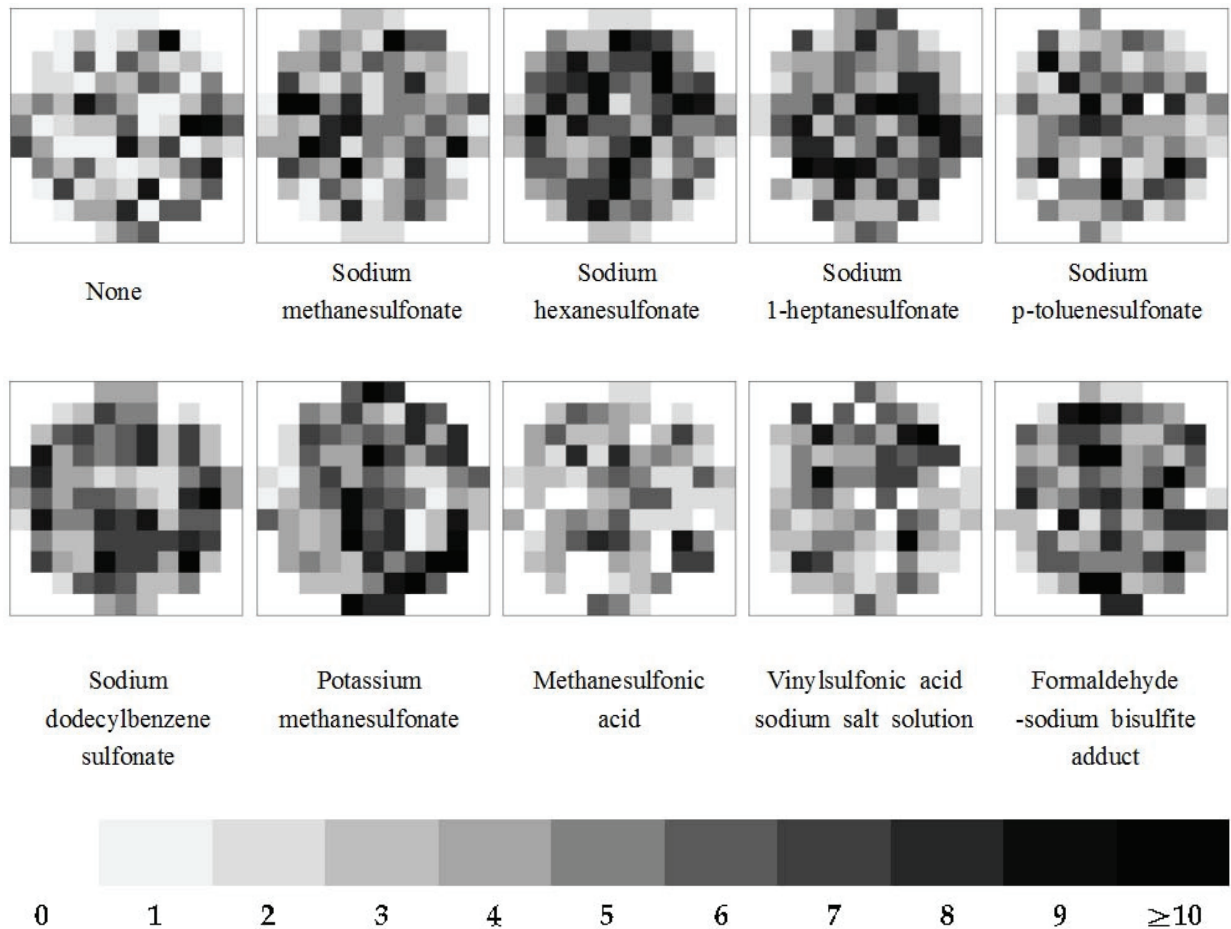 None
Sodium
methanesulfonate
Sodium
hexanesulfonate
Sodium
1-heptanesulfonate
Sodium
p-toluenesulfonate
Sodium
dodecylbenzene
sulfonate
Potassium
methanesulfonate
Methanesulfonic
acid
Vinylsulfonic acid
sodium salt solution
Formaldehyde
-sodium bisulfite
adduct
0 1 2 3 4 5 6 7 8 9 ≥10